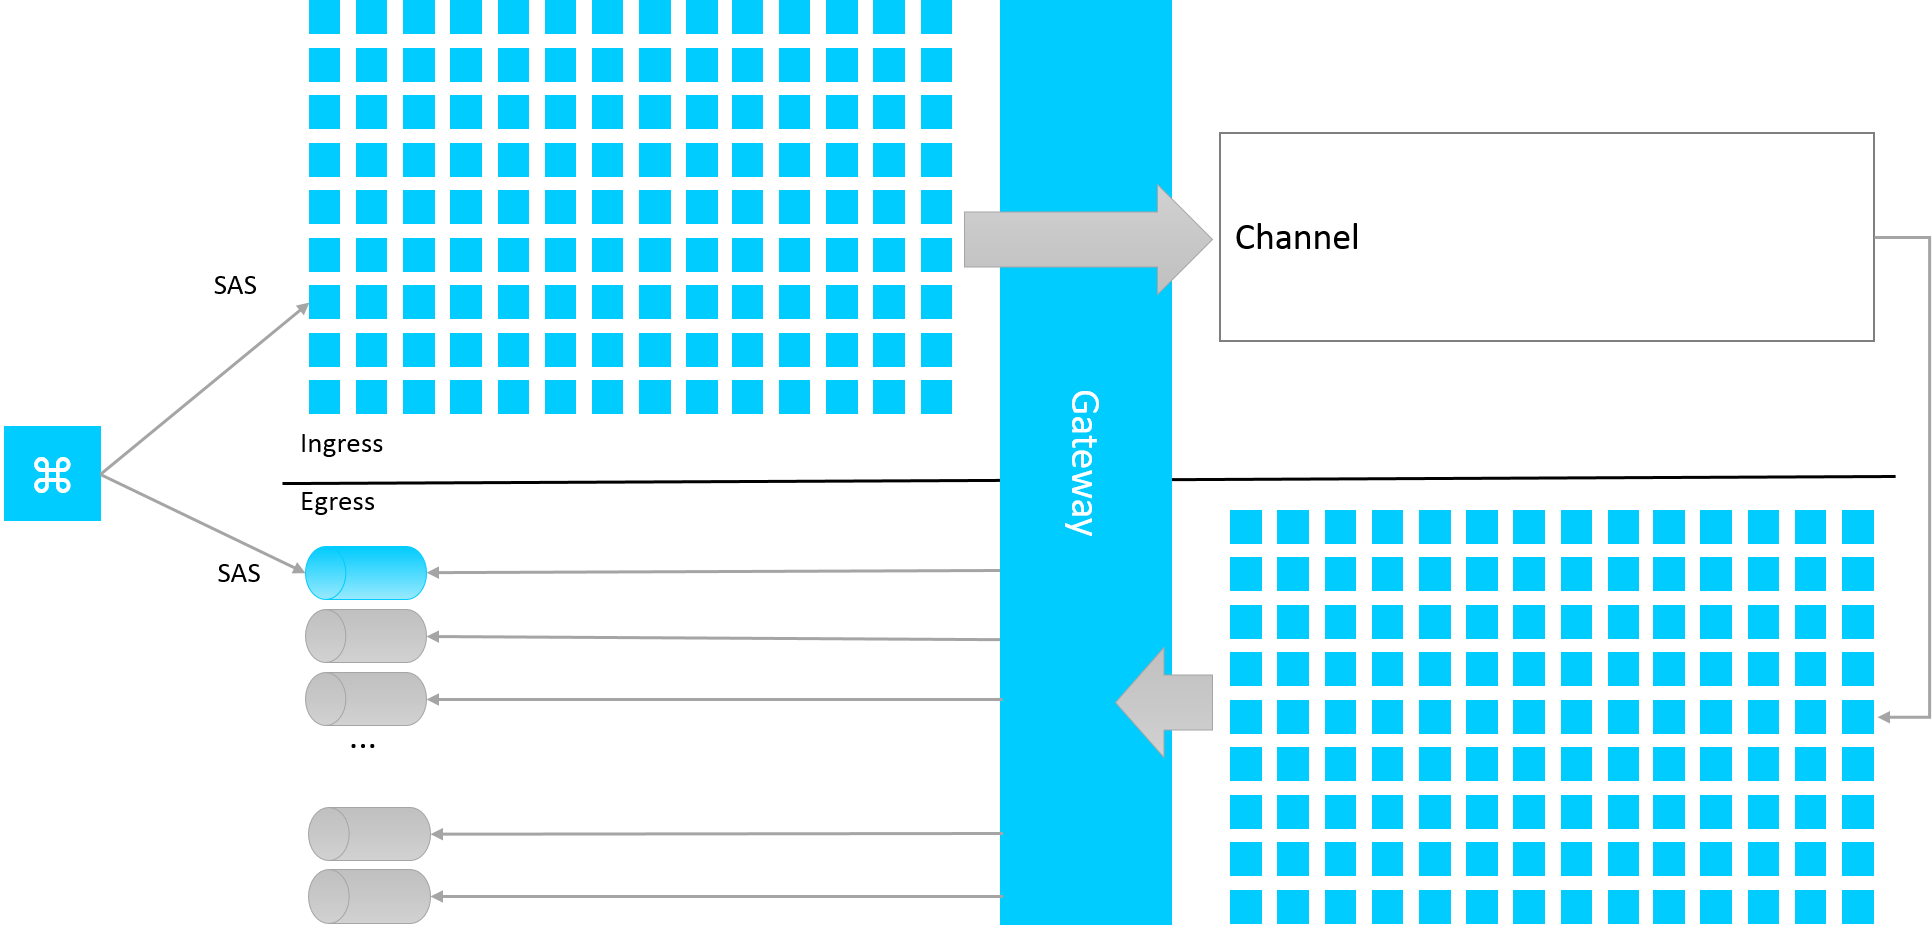 SAS
Channel
Ingress
⌘
Egress
Gateway
SAS
...